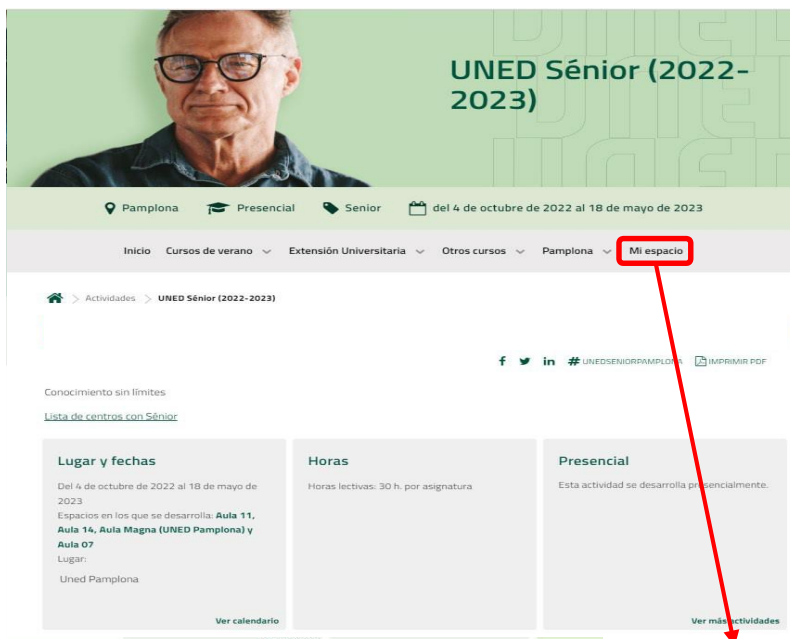 UNED Sénior (2022-
2023)
Pamplona Presencial Senior del 4 de octubre de 2022 al 18 de mayo de 2023
Inicio Cursos de verano Extensión Universitaria Otros cursos Pamplona Mi espacio
Actividades > UNED Sénior (2022-2023)
f in # UNEDSENIORPAMPLONA IMPRIMIR PDF
Conocimiento sin límites
Lista de centros con Sénior
Lugar y fechas
Del 4 de octubre de 2022 al 18 de mayo de
2023
Espacios en los que se desarrolla: Aula 11,
Aula 14, Aula Magna (UNED Pamplona) y
Aula 07
Lugar:
Uned Pamplona
Ver calendario
Horas
Horas lectivas: 30 h. por asignatura
Presencial
Esta actividad se desarrolla presencialmente.
Ver más actividades